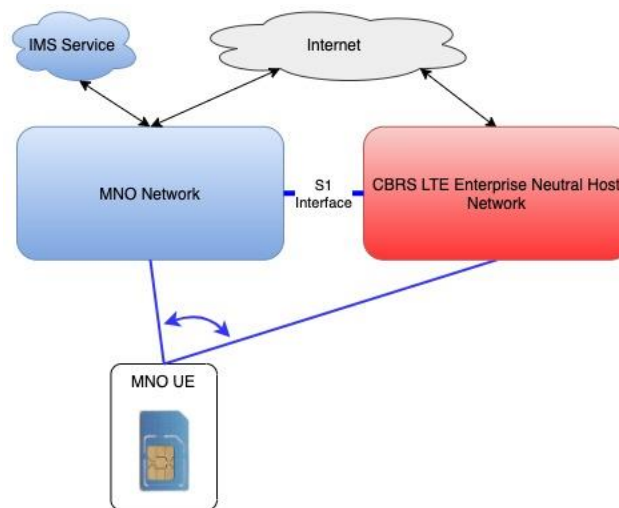 IMS Service
Internet
MNO Network
S1
Interface
CBRS LTE Enterprise Neutral Host
Network
MNO UE